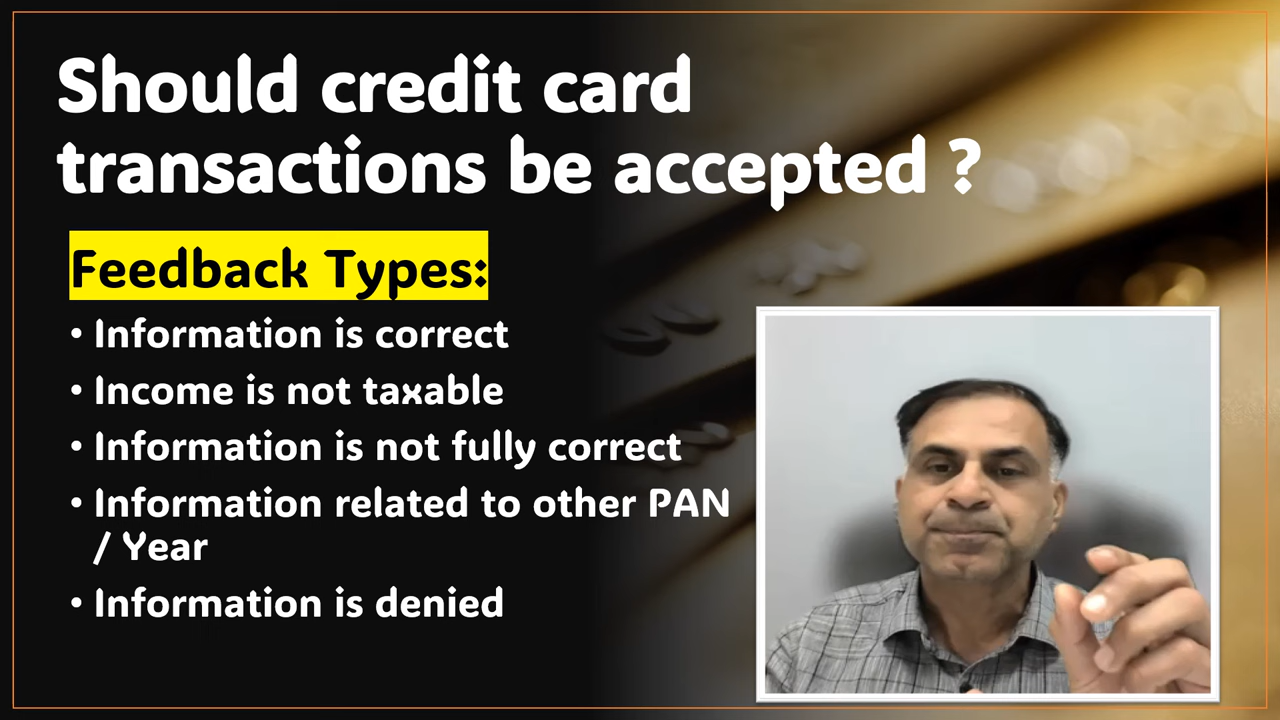 Should credit card
transactions be accepted ?
Feedback Types:
• Information is correct
• Income is not taxable
• Information is not fully correct
• Information related to other PAN
/ Year
• Information is denied